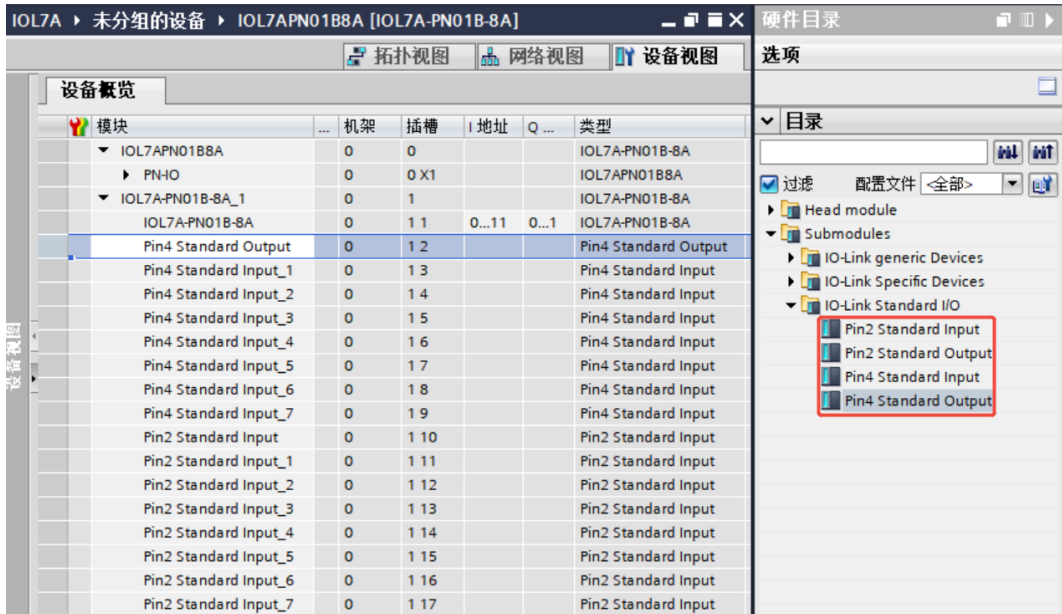 IOL7A ▸ 未分组的设备 ▸ IOL7APN01B8A [IOL7A-PN01B-8A]
拓扑视图 网络视图 设备视图
设备概览
模块 ... 机架 插槽 I 地址 Q ... 类型
IOL7APN01B8A 0 0 IOL7A-PN01B-8A
PN-IO 0 0 X1 IOL7APN01B8A
IOL7A-PN01B-8A_1 0 1 IOL7A-PN01B-8A
IOL7A-PN01B-8A 0 1 1 0...11 0...1 IOL7A-PN01B-8A
Pin4 Standard Output 0 1 2 Pin4 Standard Output
Pin4 Standard Input_1 0 1 3 Pin4 Standard Input
Pin4 Standard Input_2 0 1 4 Pin4 Standard Input
Pin4 Standard Input_3 0 1 5 Pin4 Standard Input
Pin4 Standard Input_4 0 1 6 Pin4 Standard Input
Pin4 Standard Input_5 0 1 7 Pin4 Standard Input
Pin4 Standard Input_6 0 1 8 Pin4 Standard Input
Pin4 Standard Input_7 0 1 9 Pin4 Standard Input
Pin2 Standard Input 0 1 10 Pin2 Standard Input
Pin2 Standard Input_1 0 1 11 Pin2 Standard Input
Pin2 Standard Input_2 0 1 12 Pin2 Standard Input
Pin2 Standard Input_3 0 1 13 Pin2 Standard Input
Pin2 Standard Input_4 0 1 14 Pin2 Standard Input
Pin2 Standard Input_5 0 1 15 Pin2 Standard Input
Pin2 Standard Input_6 0 1 16 Pin2 Standard Input
Pin2 Standard Input_7 0 1 17 Pin2 Standard Input
设备视图
硬件目录
选项
目录
过滤 配置文件 <全部>
Head module
Submodules
IO-Link generic Devices
IO-Link Specific Devices
IO-Link Standard I/O
Pin2 Standard Input
Pin2 Standard Output
Pin4 Standard Input
Pin4 Standard Output